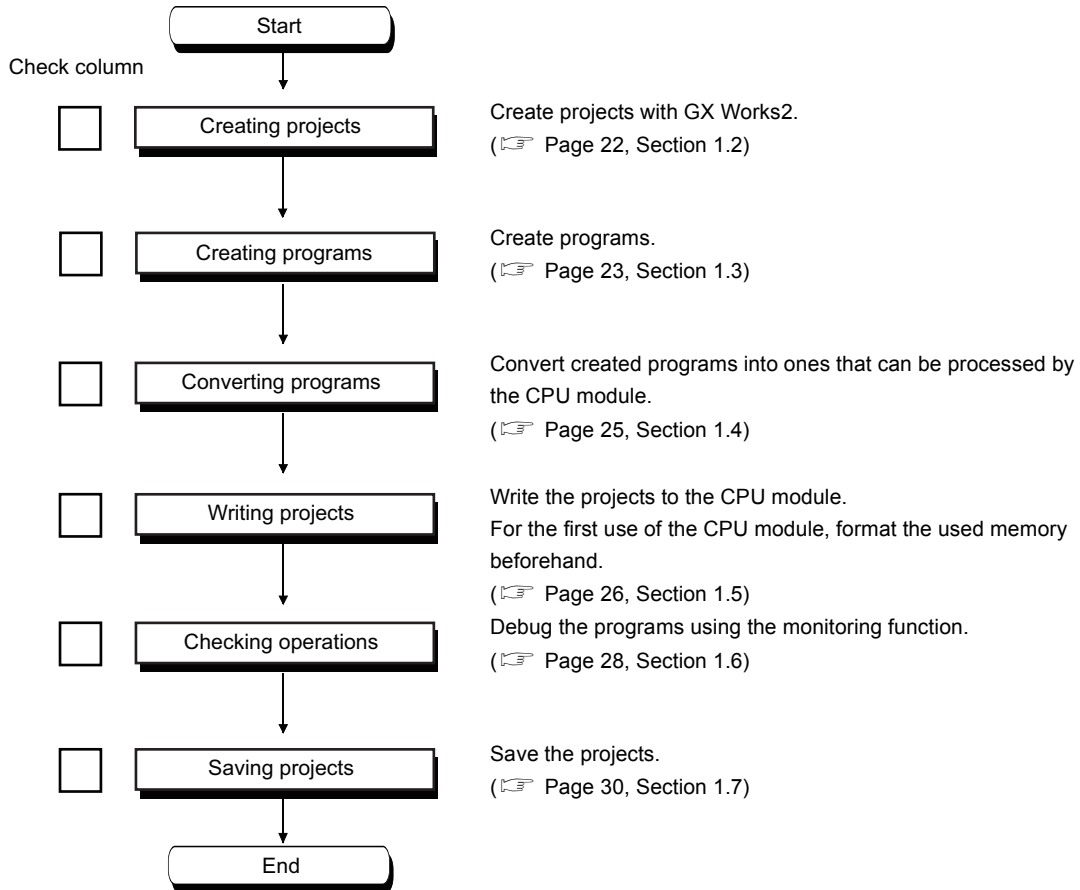 Start
Check column
Creating projects
Create projects with GX Works2.
(☞ Page 22, Section 1.2)
Creating programs
Create programs.
(☞ Page 23, Section 1.3)
Converting programs
Convert created programs into ones that can be processed by
the CPU module.
(☞ Page 25, Section 1.4)
Writing projects
Write the projects to the CPU module.
For the first use of the CPU module, format the used memory
beforehand.
(☞ Page 26, Section 1.5)
Checking operations
Debug the programs using the monitoring function.
(☞ Page 28, Section 1.6)
Saving projects
Save the projects.
(☞ Page 30, Section 1.7)
End